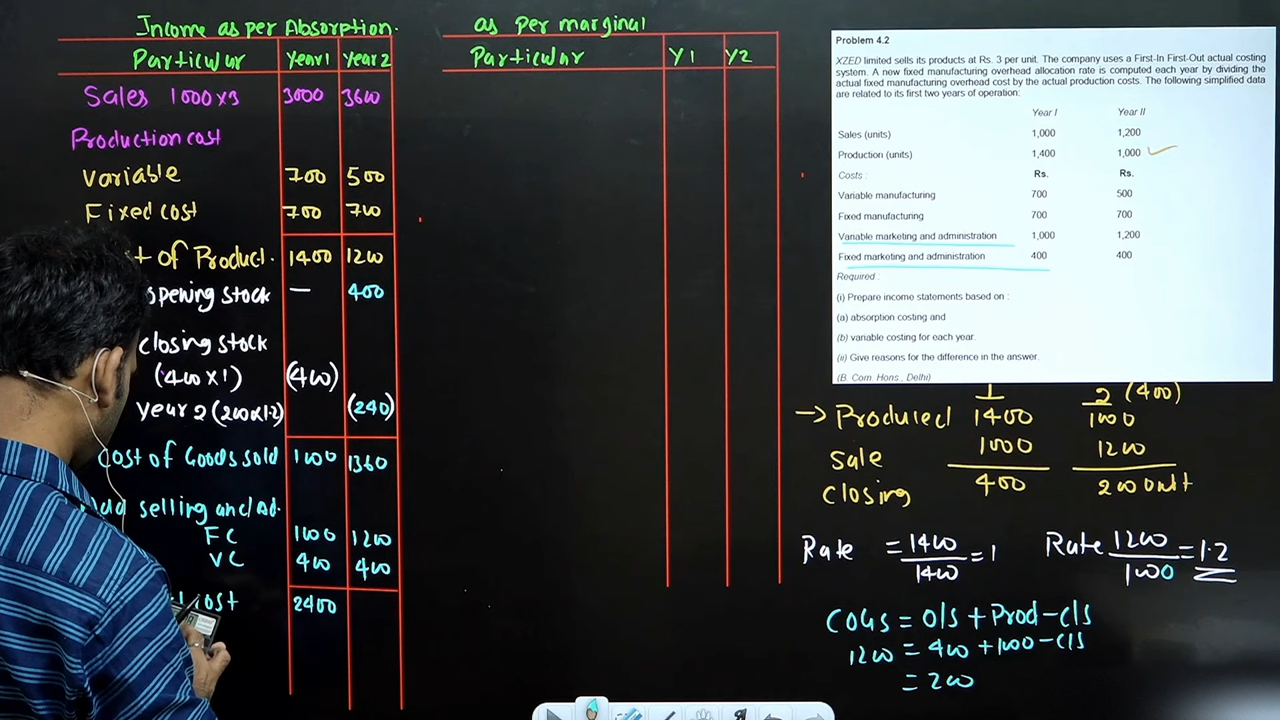 Income as per Absorption.
Particular year1 year2
Sales 1000×3 3000 3600
Production cost
Variable 700 500
Fixed cost 700 700
t of Product. 1400 1200
opening stock — 400
closing stock
(400×1) (400)
year 2 (200×1.2) (240)
cost of Goods sold 1000 1360
Add selling and Ad.
FC 1000 1200
VC 400 400
cost 2400
as per marginal
Particular Y1 Y2
Problem 4.2
XZED limited sells its products at Rs. 3 per unit. The company uses a First-In First-Out actual costing
system. A new fixed manufacturing overhead allocation rate is computed each year by dividing the
actual fixed manufacturing overhead cost by the actual production costs. The following simplified data
are related to its first two years of operation:
Year I Year II
Sales (units) 1,000 1,200
Production (units) 1,400 1,000
Costs : Rs. Rs.
Variable manufacturing 700 500
Fixed manufacturing 700 700
Variable marketing and administration 1,000 1,200
Fixed marketing and administration 400 400
Required :
(i) Prepare income statements based on :
(a) absorption costing and
(b) variable costing for each year.
(ii) Give reasons for the difference in the answer.
(B. Com. Hons., Delhi)
1 2 (400)
→ Produced 1400 1000
Sale 1000 1200
closing 400 200 unit
Rate = 1400/1400 = 1 Rate 1200/1000 = 1.2
COGS = O/S + Prod - C/S
1200 = 400 + 1000 - C/S
= 200